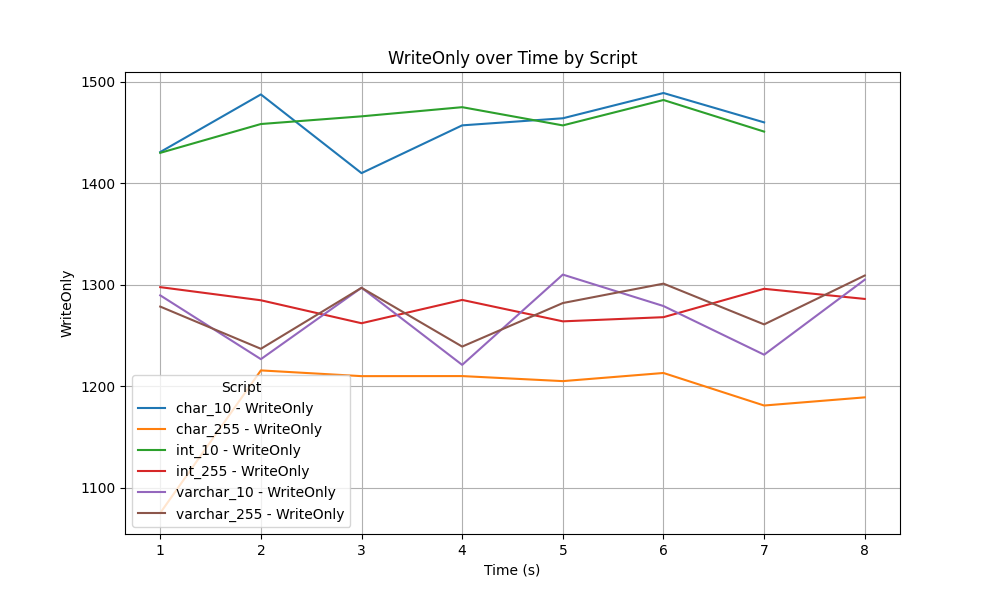 WriteOnly over Time by Script
1500
1400
1300
1200
1100
WriteOnly
Script
char_10 - WriteOnly
char_255 - WriteOnly
int_10 - WriteOnly
int_255 - WriteOnly
varchar_10 - WriteOnly
varchar_255 - WriteOnly
1 2 3 4 5 6 7 8
Time (s)